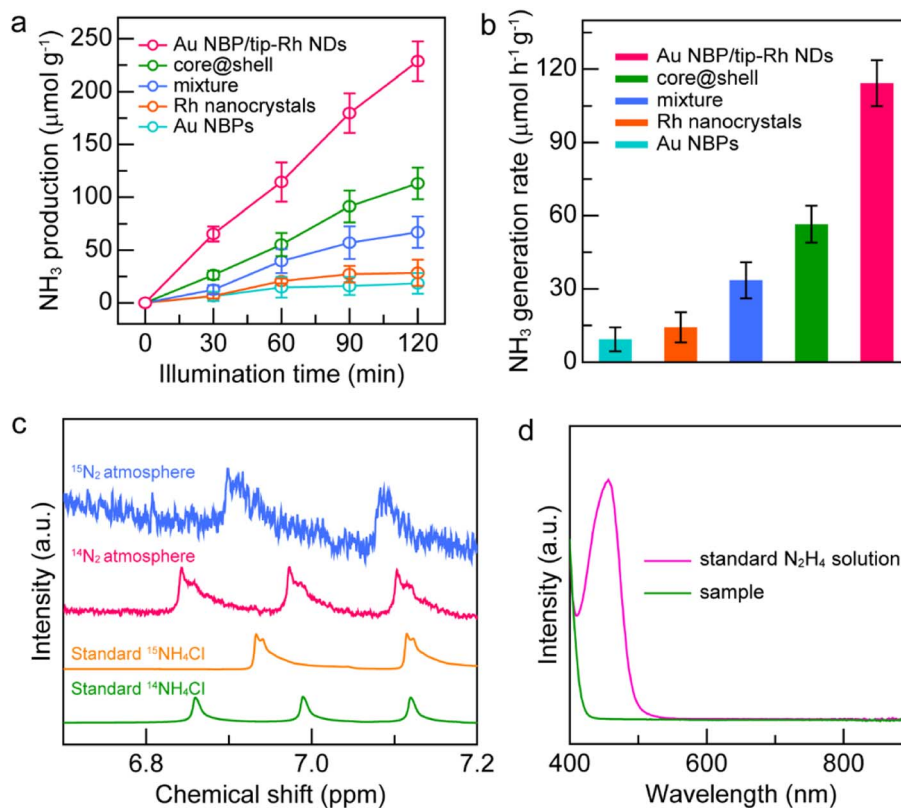 a
NH₃ production (μmol g⁻¹)
250
200
150
100
50
0
Au NBP/tip-Rh NDs
core@shell
mixture
Rh nanocrystals
Au NBPs
0 30 60 90 120
Illumination time (min)
b
NH₃ generation rate (μmol h⁻¹ g⁻¹)
120
90
60
30
0
Au NBP/tip-Rh NDs
core@shell
mixture
Rh nanocrystals
Au NBPs
c
Intensity (a.u.)
¹⁵N₂ atmosphere
¹⁴N₂ atmosphere
Standard ¹⁵NH₄Cl
Standard ¹⁴NH₄Cl
6.8 7.0 7.2
Chemical shift (ppm)
d
Intensity (a.u.)
standard N₂H₄ solution
sample
400 600 800
Wavelength (nm)